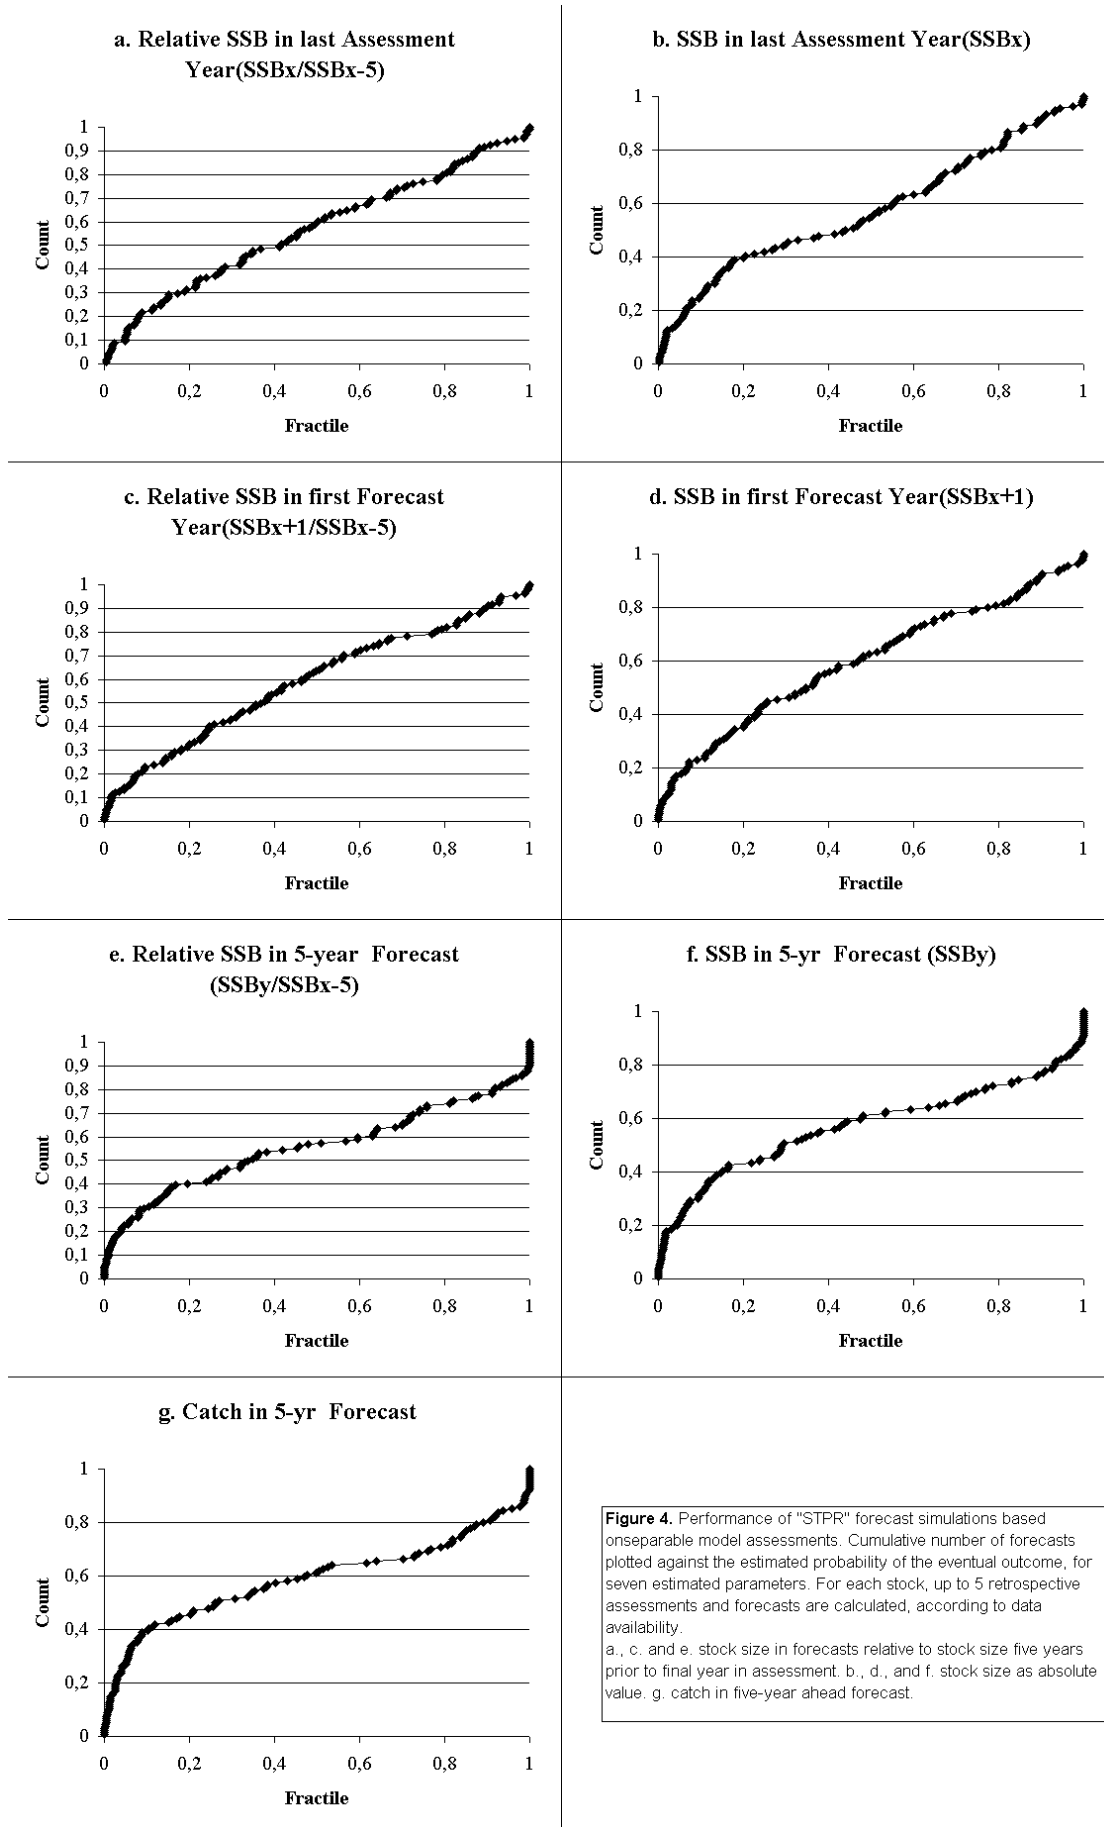 a. Relative SSB in last Assessment
Year(SSBx/SSBx-5)
1
0,9
0,8
0,7
0,6
0,5
0,4
0,3
0,2
0,1
0
Count
0 0,2 0,4 0,6 0,8 1
Fractile
b. SSB in last Assessment Year(SSBx)
1
0,8
0,6
0,4
0,2
0
Count
0 0,2 0,4 0,6 0,8 1
Fractile
c. Relative SSB in first Forecast
Year(SSBx+1/SSBx-5)
1
0,9
0,8
0,7
0,6
0,5
0,4
0,3
0,2
0,1
0
Count
0 0,2 0,4 0,6 0,8 1
Fractile
d. SSB in first Forecast Year(SSBx+1)
1
0,8
0,6
0,4
0,2
0
Count
0 0,2 0,4 0,6 0,8 1
Fractile
e. Relative SSB in 5-year Forecast
(SSBy/SSBx-5)
1
0,9
0,8
0,7
0,6
0,5
0,4
0,3
0,2
0,1
0
Count
0 0,2 0,4 0,6 0,8 1
Fractile
f. SSB in 5-yr Forecast (SSBy)
1
0,8
0,6
0,4
0,2
0
Count
0 0,2 0,4 0,6 0,8 1
Fractile
g. Catch in 5-yr Forecast
1
0,8
0,6
0,4
0,2
0
Count
0 0,2 0,4 0,6 0,8 1
Fractile
Figure 4. Performance of "STPR" forecast simulations based
onseparable model assessments. Cumulative number of forecasts
plotted against the estimated probability of the eventual outcome, for
seven estimated parameters. For each stock, up to 5 retrospective
assessments and forecasts are calculated, according to data
availability.
a., c. and e. stock size in forecasts relative to stock size five years
prior to final year in assessment. b., d., and f. stock size as absolute
value. g. catch in five-year ahead forecast.